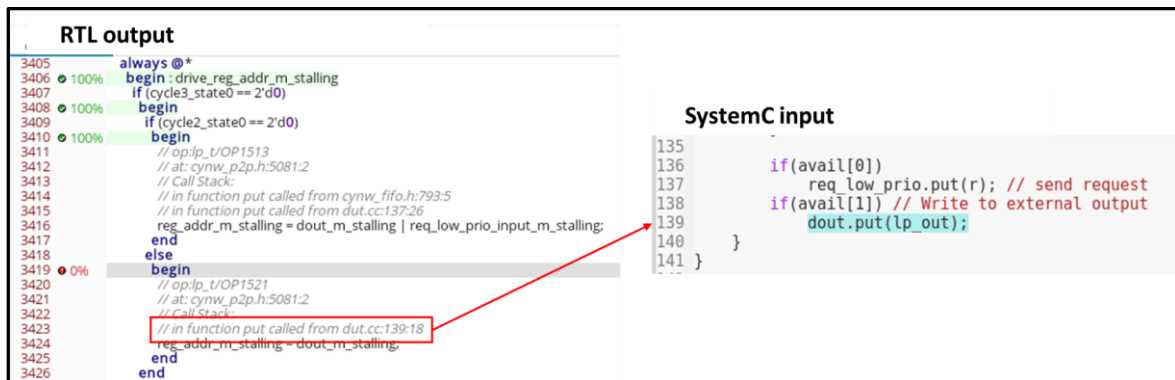 RTL output
3405 always @*
3406 100% begin : drive_reg_addr_m_stalling
3407 if (cycle3_state0 == 2'd0)
3408 100% begin
3409 if (cycle2_state0 == 2'd0)
3410 100% begin
3411 // op:lp_t/OP1513
3412 // at: cynw_p2p.h:5081:2
3413 // Call Stack:
3414 // in function put called from cynw_fifo.h:793:5
3415 // in function put called from dut.cc:137:26
3416 reg_addr_m_stalling = dout_m_stalling | req_low_prio_input_m_stalling;
3417 end
3418 else
3419 0% begin
3420 // op:lp_t/OP1521
3421 // at: cynw_p2p.h:5081:2
3422 // Call Stack:
3423 // in function put called from dut.cc:139:18
3424 reg_addr_m_stalling = dout_m_stalling;
3425 end
3426 end
SystemC input
135 }
136 if(avail[0])
137 req_low_prio.put(r); // send request
138 if(avail[1]) // Write to external output
139 dout.put(lp_out);
140 }
141 }